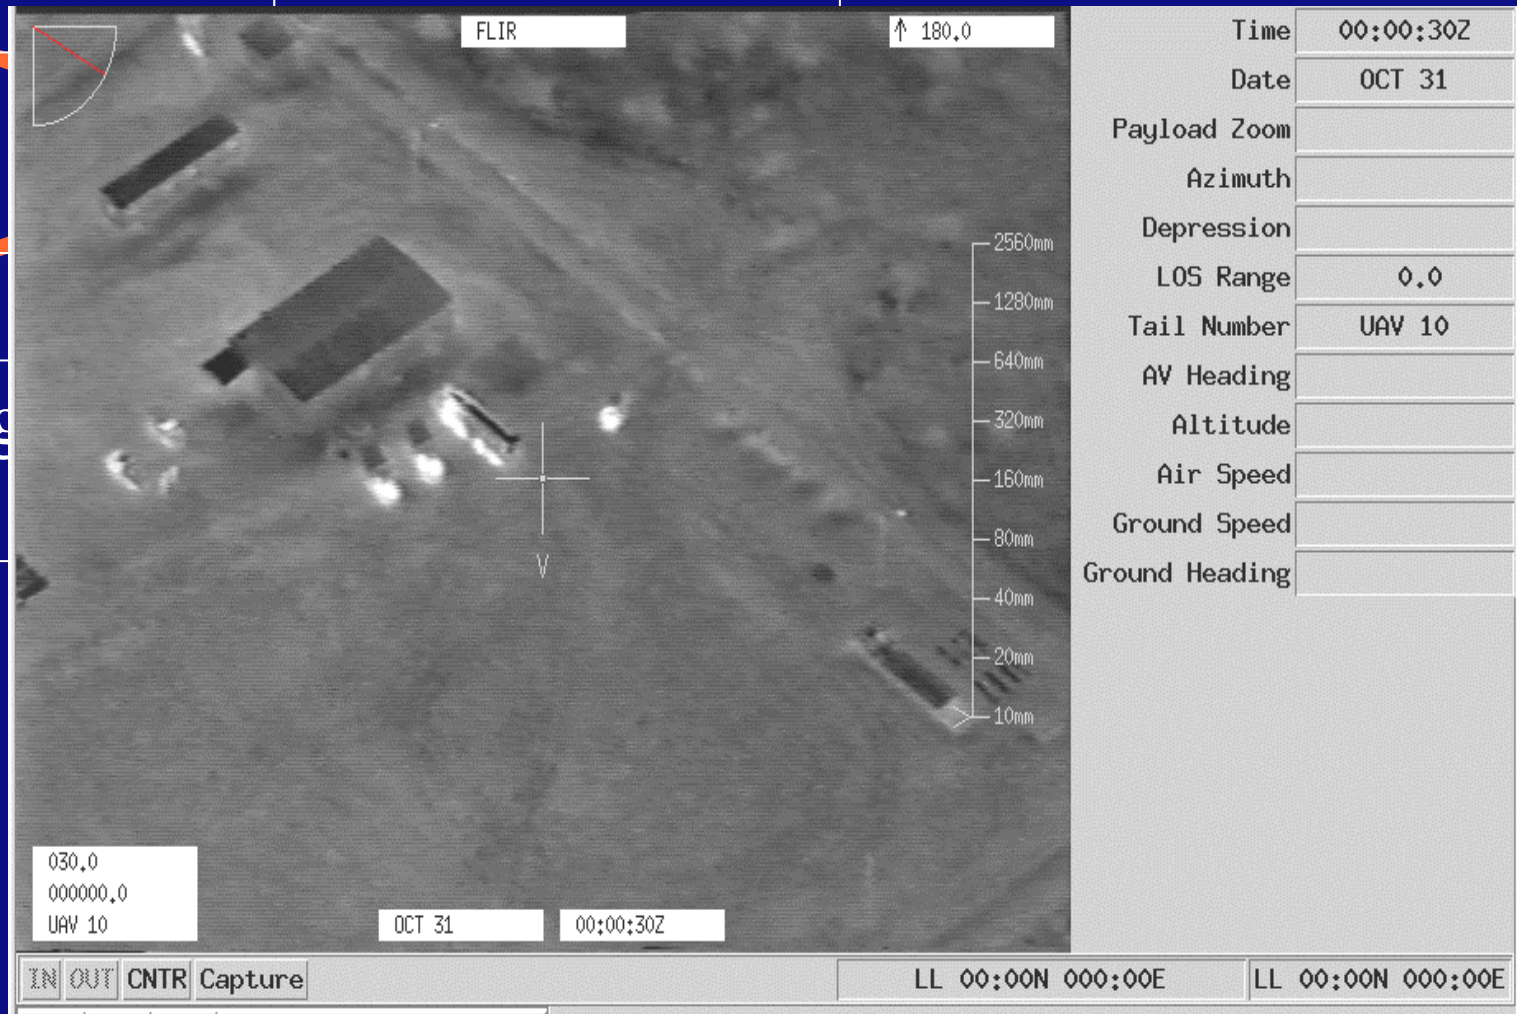 FLIR
↑ 180.0
2560mm
1280mm
640mm
320mm
160mm
80mm
40mm
20mm
10mm
V
030.0
000000.0
UAV 10
OCT 31
00:00:30Z
Time 00:00:30Z
Date OCT 31
Payload Zoom
Azimuth
Depression
LOS Range 0.0
Tail Number UAV 10
AV Heading
Altitude
Air Speed
Ground Speed
Ground Heading
g
IN OUT CNTR Capture
LL 00:00N 000:00E
LL 00:00N 000:00E